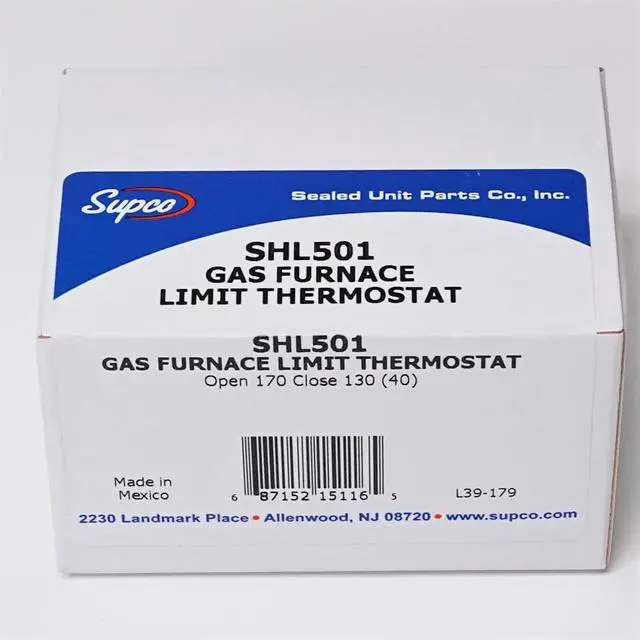 Supco
Sealed Unit Parts Co., Inc.
SHL501
GAS FURNACE
LIMIT THERMOSTAT
SHL501
GAS FURNACE LIMIT THERMOSTAT
Open 170 Close 130 (40)
Made in
Mexico
6 87152 15116 5
L39-179
2230 Landmark Place • Allenwood, NJ 08720 • www.supco.com